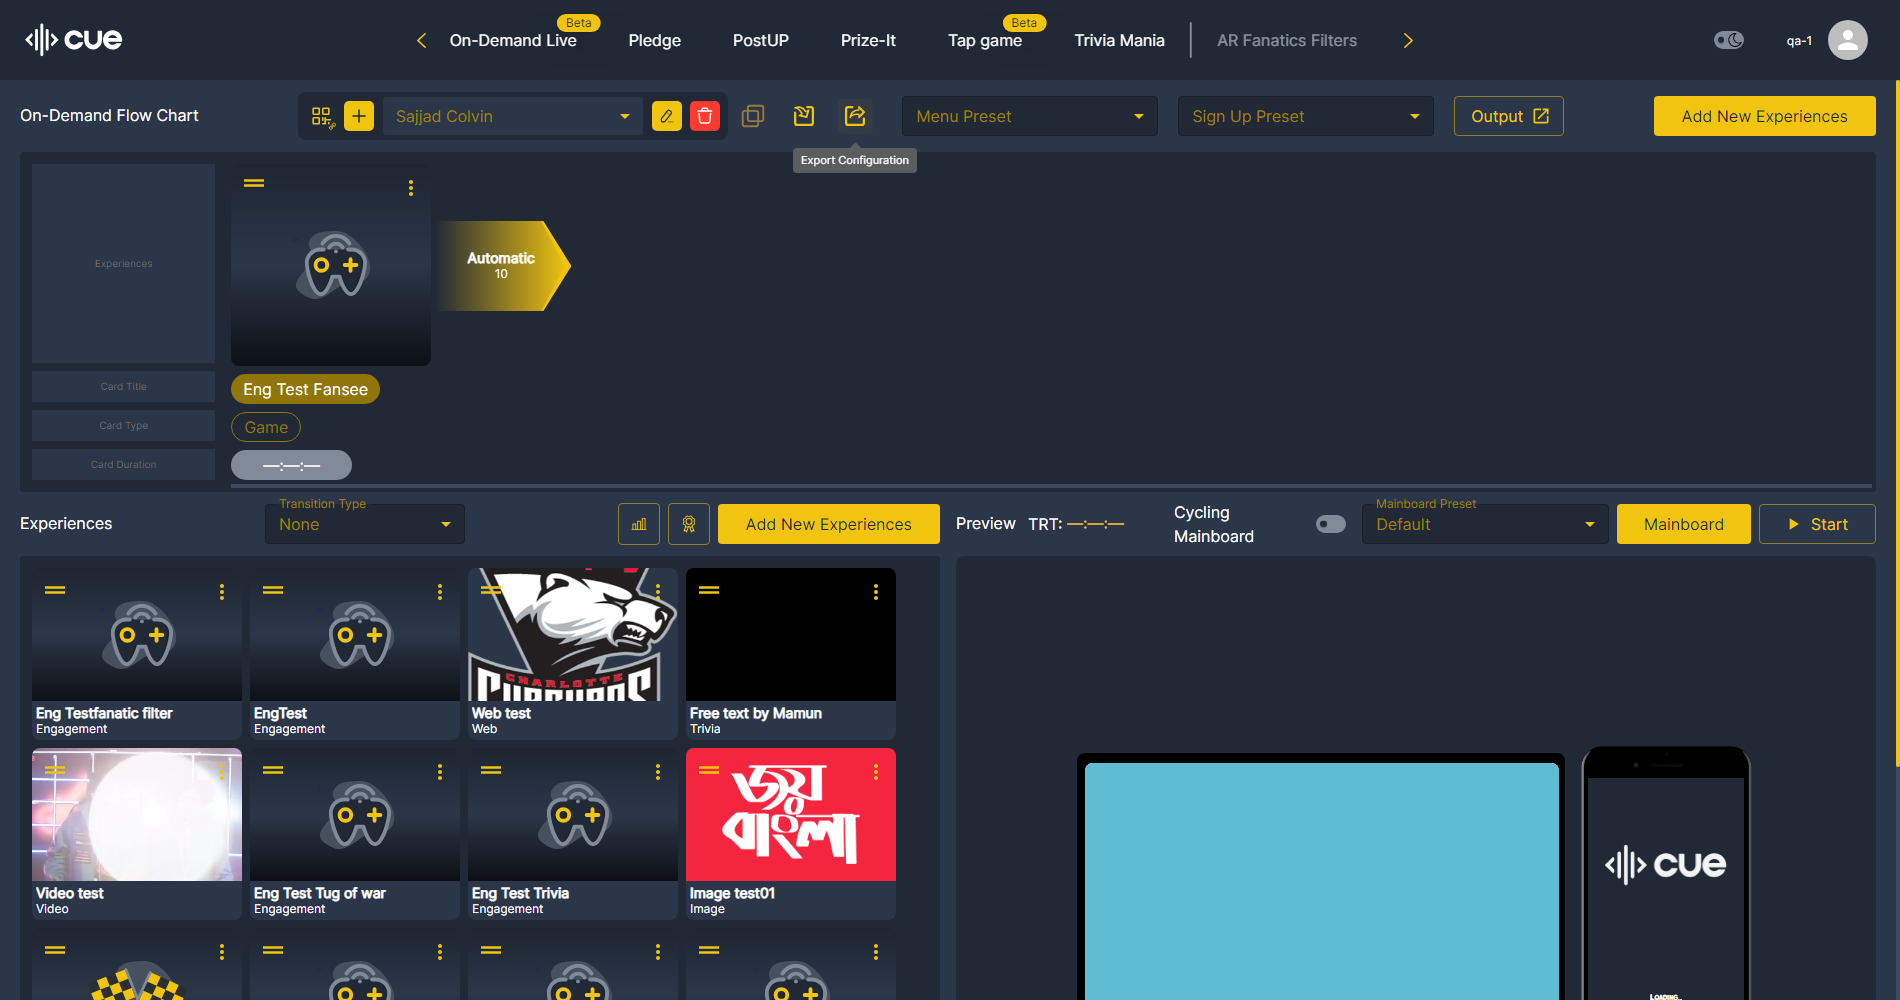 cue
On-Demand Live
Beta
Pledge
PostUP
Prize-It
Tap game
Beta
Trivia Mania
AR Fanatics Filters
qa-1
On-Demand Flow Chart
Sajjad Colvin
Menu Preset
Sign Up Preset
Output
Add New Experiences
Export Configuration
Experiences
Automatic
10
Card Title
Eng Test Fansee
Card Type
Game
Card Duration
—:—:—
Experiences
Transition Type
None
Add New Experiences
Preview
TRT: —:—:—
Cycling
Mainboard
Mainboard Preset
Default
Mainboard
Start
CHARLOTTE
Eng Testfanatic filter
Engagement
EngTest
Engagement
Web test
Web
Free text by Mamun
Trivia
জয়
বাংলা
Video test
Video
Eng Test Tug of war
Engagement
Eng Test Trivia
Engagement
Image test01
Image
cue
LOADING...